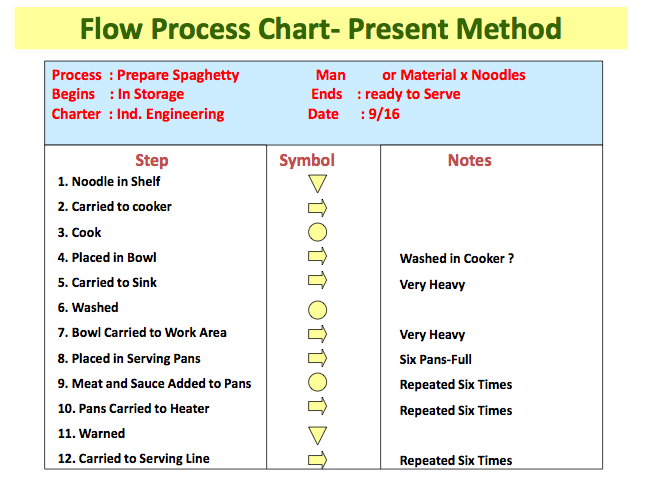 Flow Process Chart- Present Method
Process : Prepare Spaghetty Man or Material x Noodles
Begins : In Storage Ends : ready to Serve
Charter : Ind. Engineering Date : 9/16
Step Symbol Notes
1. Noodle in Shelf
2. Carried to cooker
3. Cook
4. Placed in Bowl Washed in Cooker ?
5. Carried to Sink Very Heavy
6. Washed
7. Bowl Carried to Work Area Very Heavy
8. Placed in Serving Pans Six Pans-Full
9. Meat and Sauce Added to Pans Repeated Six Times
10. Pans Carried to Heater Repeated Six Times
11. Warned
12. Carried to Serving Line Repeated Six Times